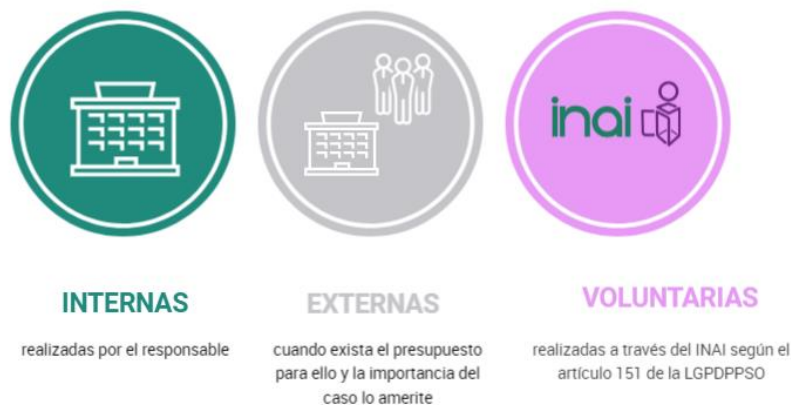 inai
INTERNAS
realizadas por el responsable
EXTERNAS
cuando exista el presupuesto
para ello y la importancia del
caso lo amerite
VOLUNTARIAS
realizadas a través del INAI según el
artículo 151 de la LGPDPPSO